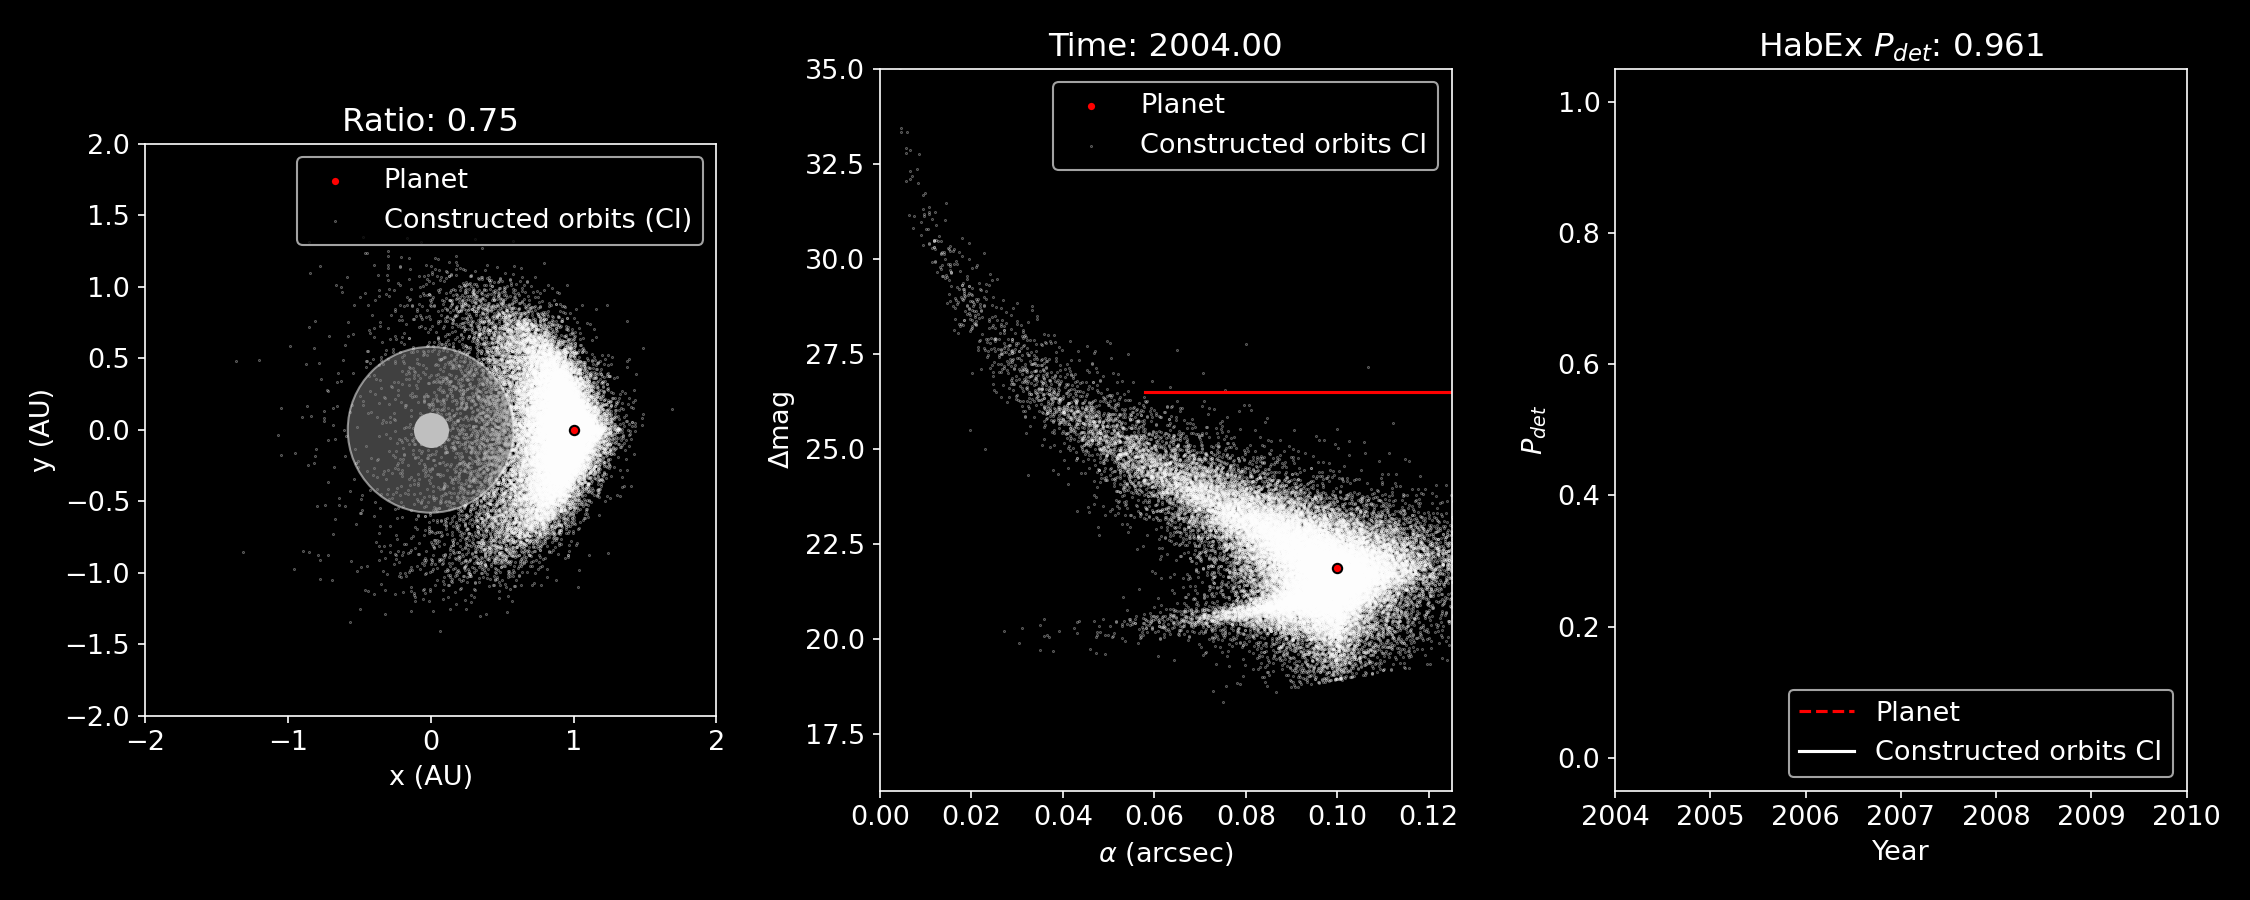 Ratio: 0.75
2.0
1.5
1.0
0.5
0.0
−0.5
−1.0
−1.5
−2.0
y (AU)
−2 −1 0 1 2
x (AU)
Planet
Constructed orbits (CI)
Time: 2004.00
35.0
32.5
30.0
27.5
25.0
22.5
20.0
17.5
Δmag
0.00 0.02 0.04 0.06 0.08 0.10 0.12
α (arcsec)
Planet
Constructed orbits CI
HabEx P_det: 0.961
1.0
0.8
0.6
0.4
0.2
0.0
P_det
2004 2005 2006 2007 2008 2009 2010
Year
Planet
Constructed orbits CI